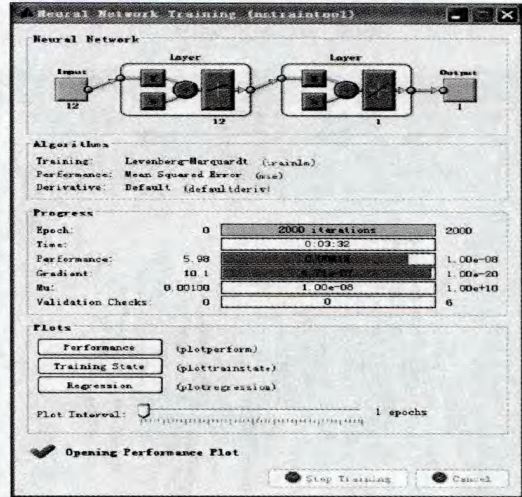 Neural Network Training (nntraintool)
Neural Network
Layer Layer
Input Output
12 12 1 1
Algorithms
Training: Levenberg-Marquardt (trainlm)
Performance: Mean Squared Error (mse)
Derivative: Default (defaultderiv)
Progress
Epoch: 0 2000 iterations 2000
Time: 0:03:32
Performance: 5.98 1.00e-08
Gradient: 10.1 1.00e-20
Mu: 0.00100 1.00e-08 1.00e+10
Validation Checks: 0 0 6
Plots
Performance (plotperform)
Training State (plottrainstate)
Regression (plotregression)
Plot Interval: 1 epochs
Opening Performance Plot
Stop Training Cancel